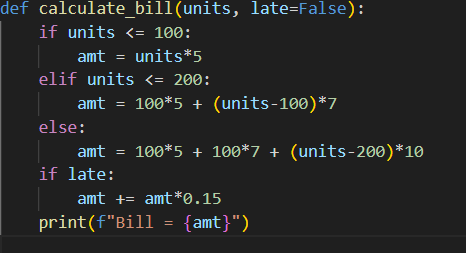 def calculate_bill(units, late=False):
    if units <= 100:
        amt = units*5
    elif units <= 200:
        amt = 100*5 + (units-100)*7
    else:
        amt = 100*5 + 100*7 + (units-200)*10
    if late:
        amt += amt*0.15
    print(f"Bill = {amt}")